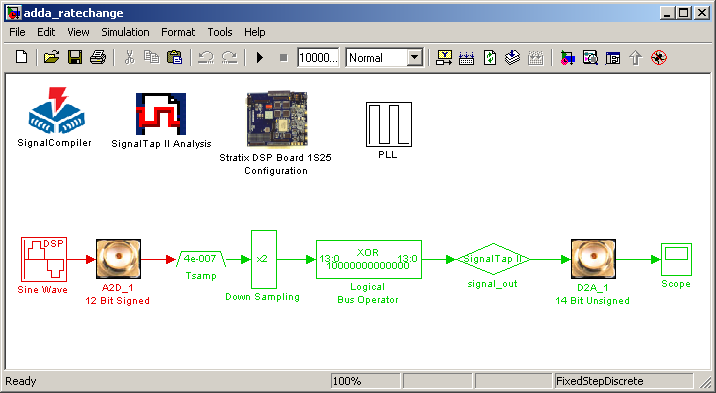 adda_ratechange
File Edit View Simulation Format Tools Help
10000... Normal
SignalCompiler
SignalTap II Analysis
Stratix DSP Board 1S25
Configuration
PLL
DSP
Sine Wave
A2D_1
12 Bit Signed
4e-007
Tsamp
x2
Down Sampling
XOR
13:0 13:0
10000000000000
Logical
Bus Operator
SignalTap II
signal_out
D2A_1
14 Bit Unsigned
Scope
Ready 100% FixedStepDiscrete